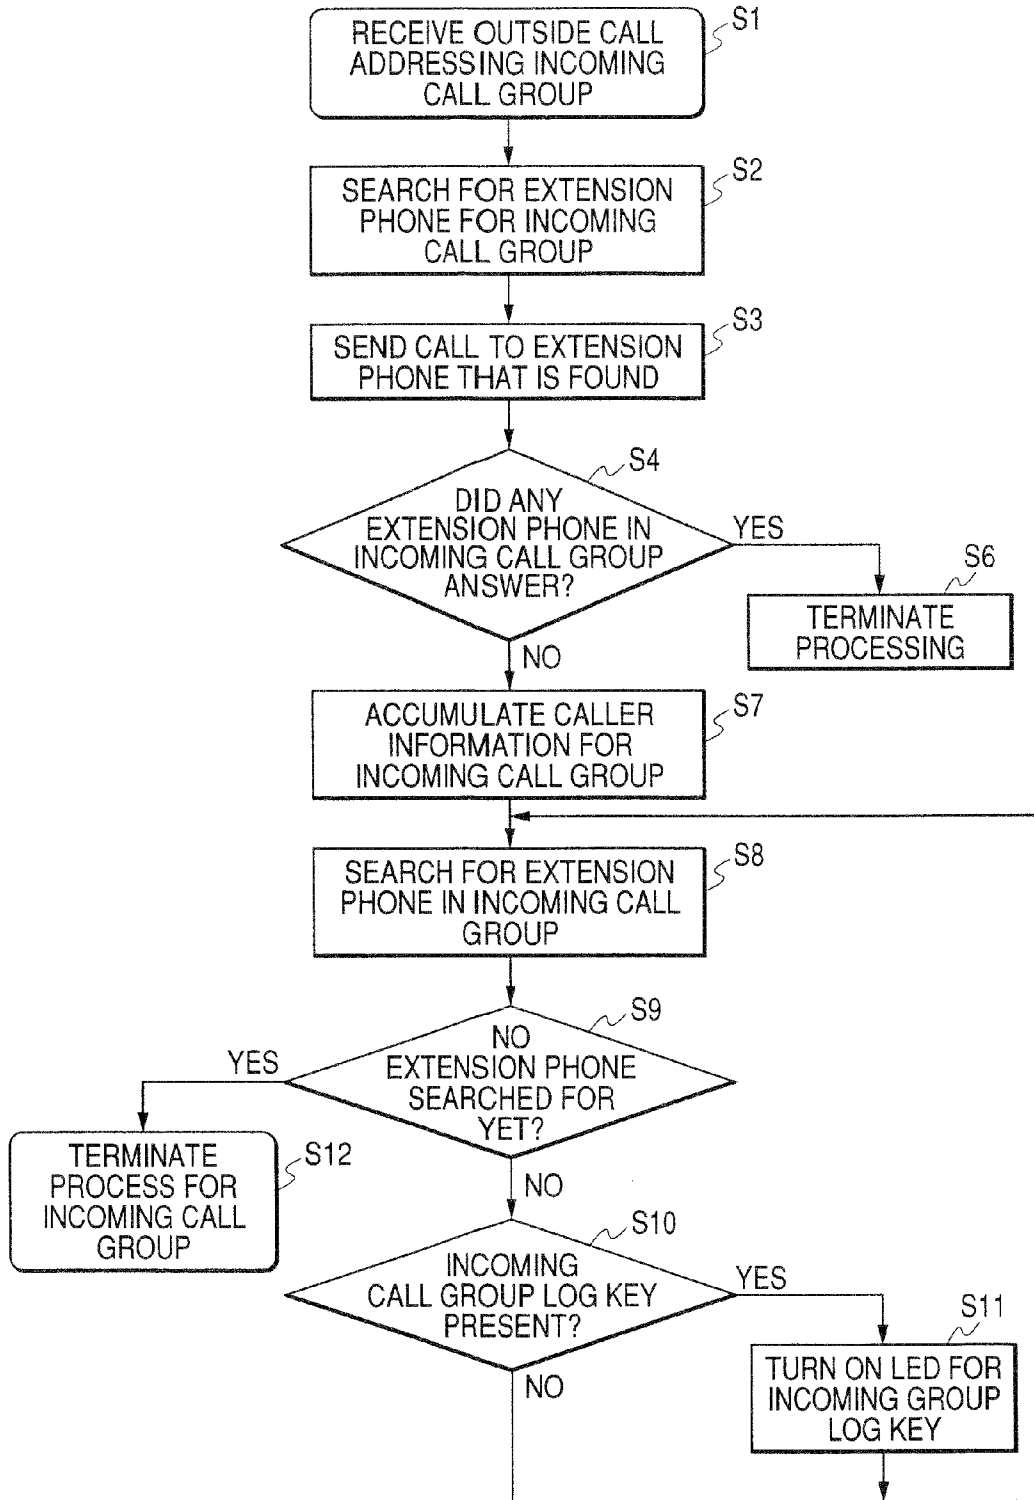 S1
RECEIVE OUTSIDE CALL
ADDRESSING INCOMING
CALL GROUP
S2
SEARCH FOR EXTENSION
PHONE FOR INCOMING
CALL GROUP
S3
SEND CALL TO EXTENSION
PHONE THAT IS FOUND
S4
DID ANY
EXTENSION PHONE IN
INCOMING CALL GROUP
ANSWER?
YES
S6
TERMINATE
PROCESSING
NO
S7
ACCUMULATE CALLER
INFORMATION FOR
INCOMING CALL GROUP
S8
SEARCH FOR EXTENSION
PHONE IN INCOMING CALL
GROUP
S9
NO
EXTENSION PHONE
SEARCHED FOR
YET?
YES
S12
TERMINATE
PROCESS FOR
INCOMING CALL
GROUP
NO
S10
INCOMING
CALL GROUP LOG KEY
PRESENT?
YES
S11
TURN ON LED FOR
INCOMING GROUP
LOG KEY
NO